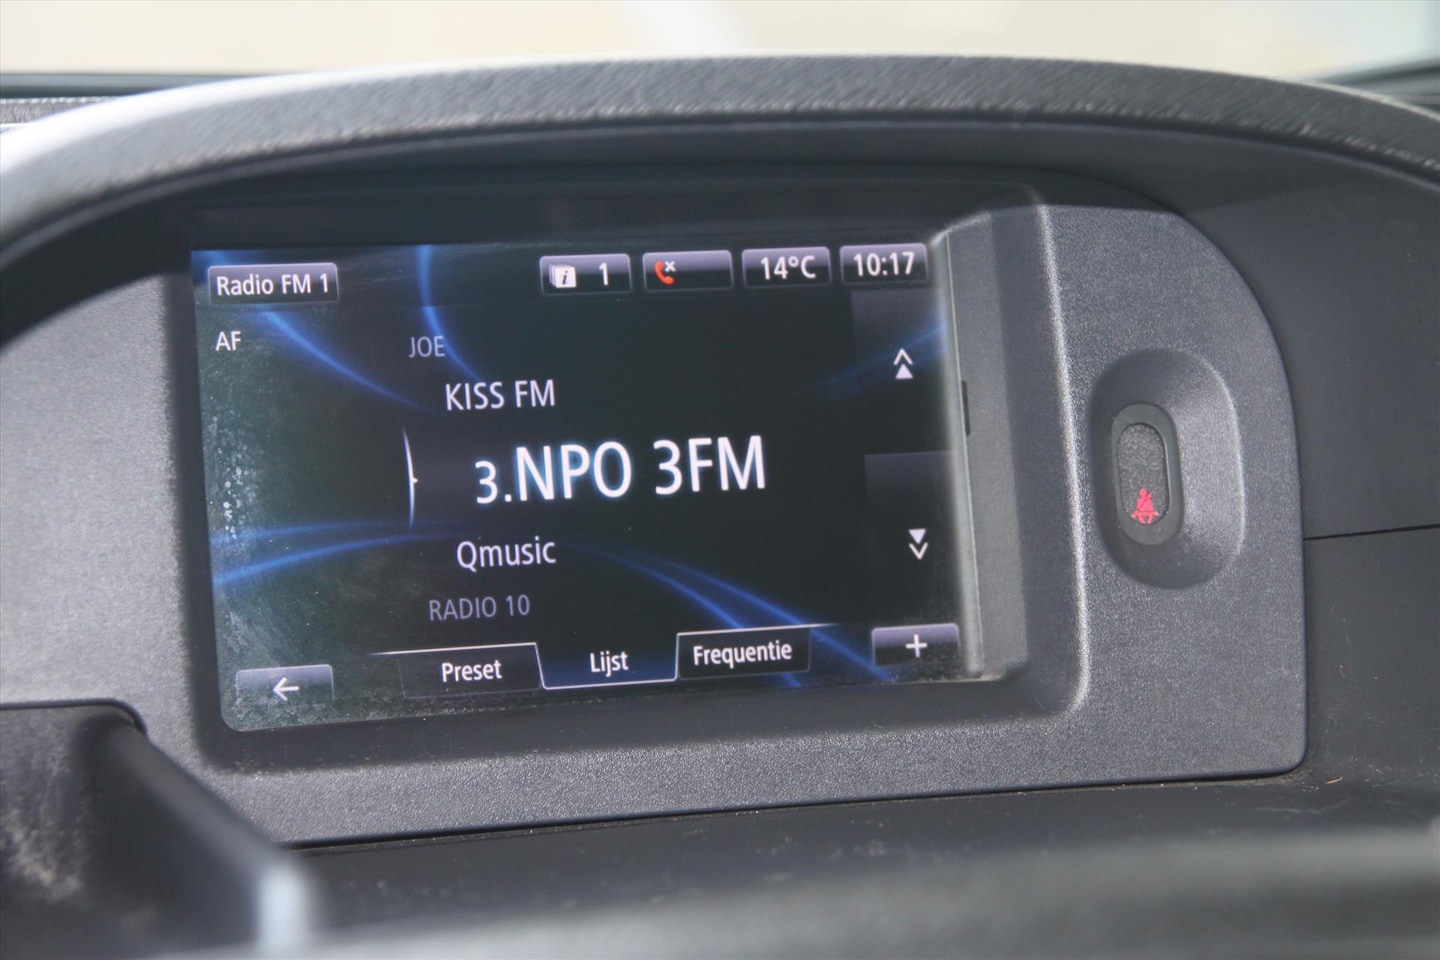 Radio FM 1
i 1
14°C
10:17
AF
JOE
KISS FM
3.NPO 3FM
Qmusic
RADIO 10
Preset
Lijst
Frequentie
+